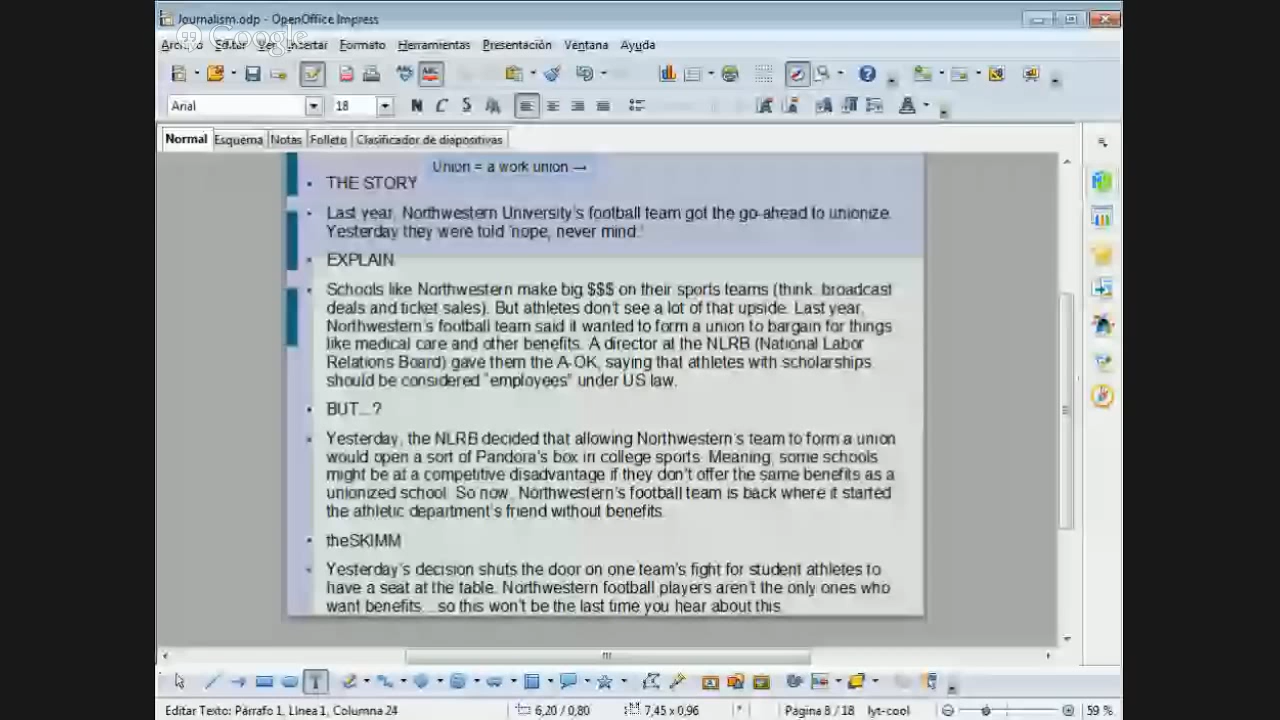 Journalism.odp - OpenOffice Impress
Google
Archivo Editar Ver Insertar Formato Herramientas Presentación Ventana Ayuda
Arial 18
Normal Esquema Notas Folleto Clasificador de diapositivas
Union = a work union →
• THE STORY
• Last year, Northwestern University's football team got the go-ahead to unionize.
Yesterday they were told 'nope, never mind.'
• EXPLAIN
• Schools like Northwestern make big $$$ on their sports teams (think: broadcast
deals and ticket sales). But athletes don't see a lot of that upside. Last year,
Northwestern's football team said it wanted to form a union to bargain for things
like medical care and other benefits. A director at the NLRB (National Labor
Relations Board) gave them the A-OK, saying that athletes with scholarships
should be considered "employees" under US law.
• BUT...?
• Yesterday, the NLRB decided that allowing Northwestern's team to form a union
would open a sort of Pandora's box in college sports. Meaning, some schools
might be at a competitive disadvantage if they don't offer the same benefits as a
unionized school. So now, Northwestern's football team is back where it started
the athletic department's friend without benefits.
• theSKIMM
• Yesterday's decision shuts the door on one team's fight for student athletes to
have a seat at the table. Northwestern football players aren't the only ones who
want benefits...so this won't be the last time you hear about this.
Editar Texto: Párrafo 1, Línea 1, Columna 24 6,20 / 0,80 7,45 x 0,96 * Página 8 / 18 lyt-cool 59 %